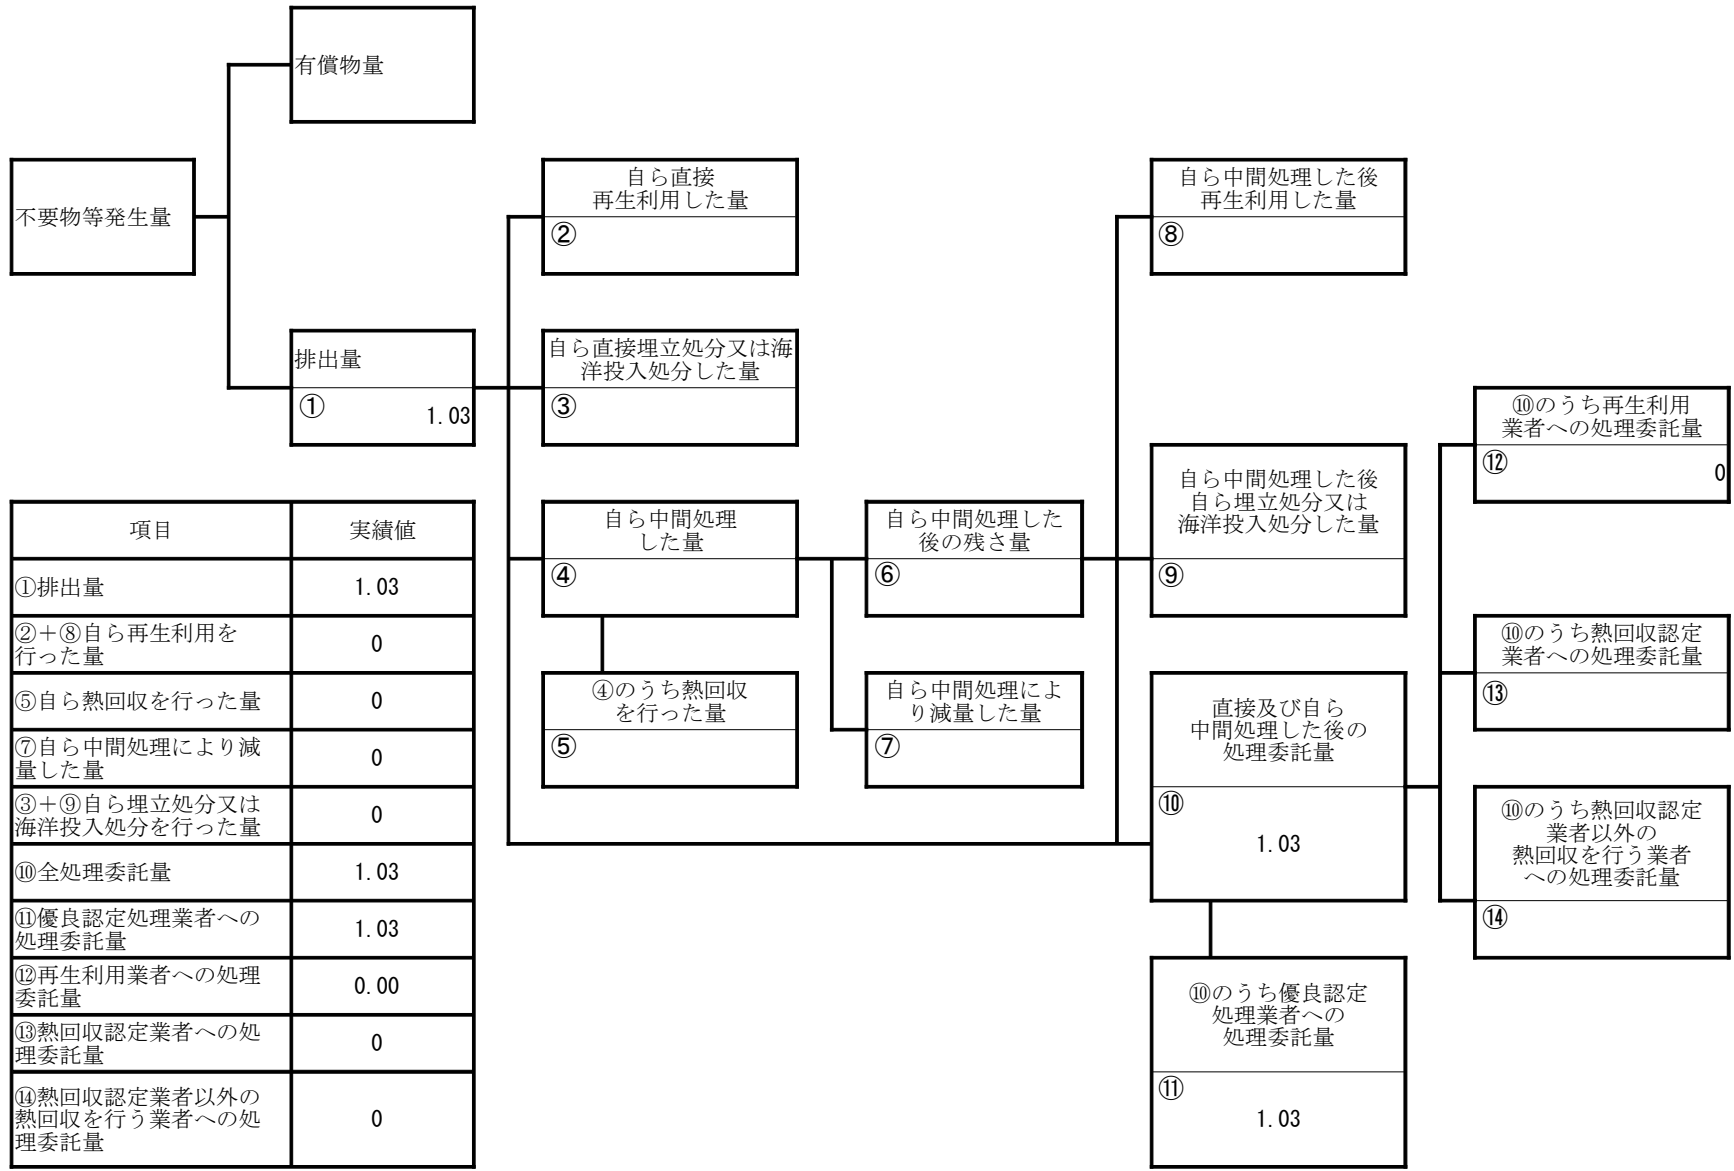 有償物量
不要物等発生量
自ら直接
再生利用した量
②
自ら中間処理した後
再生利用した量
⑧
排出量
①
1.03
自ら直接埋立処分又は海
洋投入処分した量
③
⑩のうち再生利用
業者への処理委託量
⑫
0
自ら中間処理
した量
④
自ら中間処理した
後の残さ量
⑥
自ら中間処理した後
自ら埋立処分又は
海洋投入処分した量
⑨
⑩のうち熱回収認定
業者への処理委託量
⑬
④のうち熱回収
を行った量
⑤
自ら中間処理によ
り減量した量
⑦
直接及び自ら
中間処理した後の
処理委託量
⑩
1.03
⑩のうち熱回収認定
業者以外の
熱回収を行う業者
への処理委託量
⑭
⑩のうち優良認定
処理業者への
処理委託量
⑪
1.03
項目 実績値
①排出量 1.03
②＋⑧自ら再生利用を
行った量 0
⑤自ら熱回収を行った量 0
⑦自ら中間処理により減
量した量 0
③＋⑨自ら埋立処分又は
海洋投入処分を行った量 0
⑩全処理委託量 1.03
⑪優良認定処理業者への
処理委託量 1.03
⑫再生利用業者への処理
委託量 0.00
⑬熱回収認定業者への処
理委託量 0
⑭熱回収認定業者以外の
熱回収を行う業者への処
理委託量 0